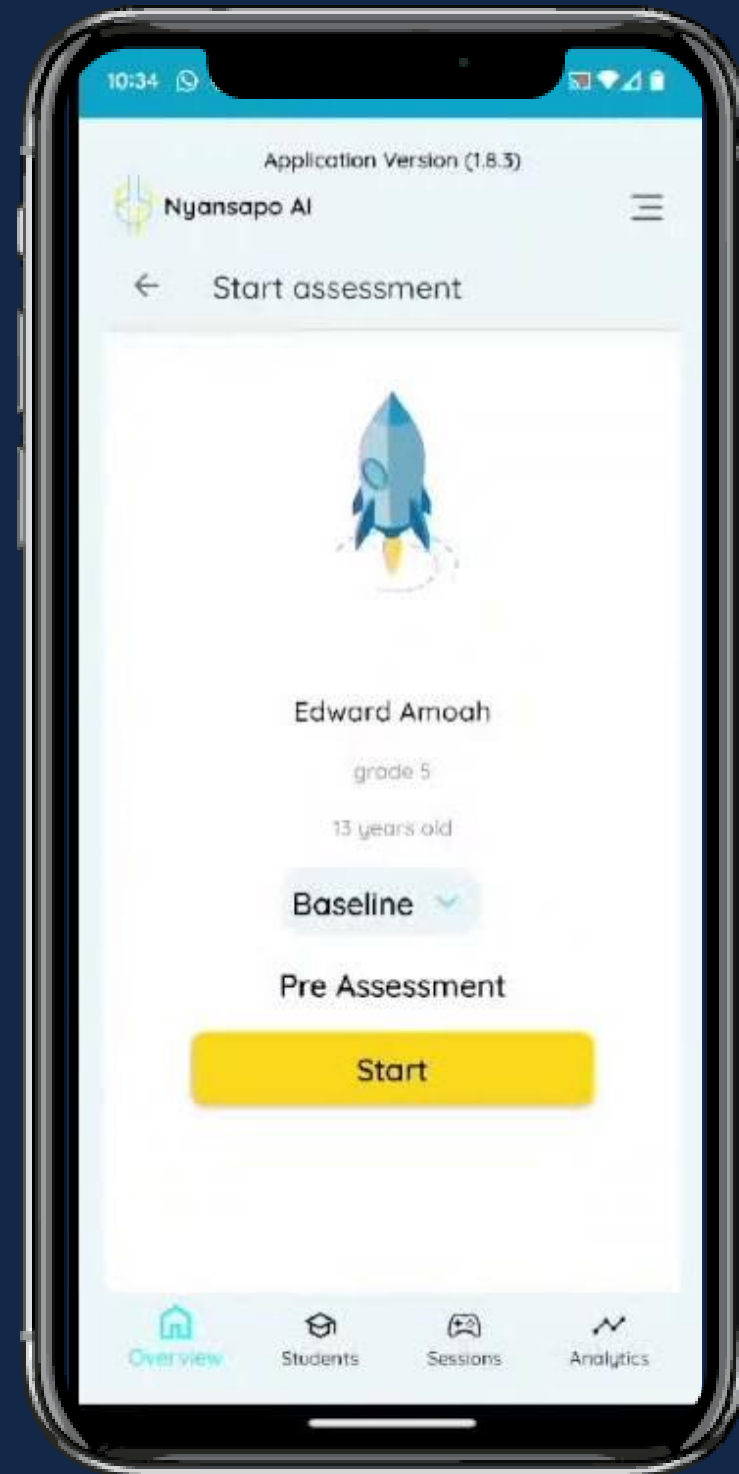 10:34
Application Version (1.8.3)
Nyansapo AI
Start assessment
Edward Amoah
grade 5
13 years old
Baseline
Pre Assessment
Start
Overview Students Sessions Analytics